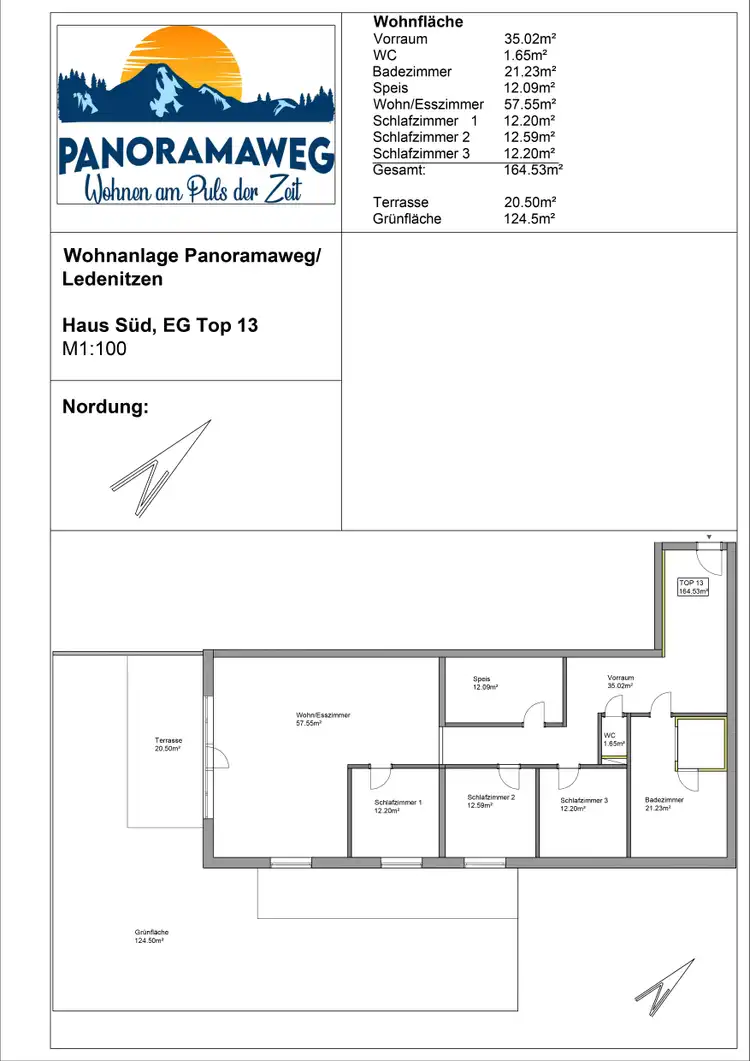 PANORAMAWEG
Wohnen am Puls der Zeit
Wohnfläche
Vorraum 35.02m²
WC 1.65m²
Badezimmer 21.23m²
Speis 12.09m²
Wohn/Esszimmer 57.55m²
Schlafzimmer 1 12.20m²
Schlafzimmer 2 12.59m²
Schlafzimmer 3 12.20m²
Gesamt: 164.53m²
Terrasse 20.50m²
Grünfläche 124.5m²
Wohnanlage Panoramaweg/
Ledenitzen
Haus Süd, EG Top 13
M1:100
Nordung:
N
TOP 13
164.53m²
Speis
12.09m²
Vorraum
35.02m²
Wohn/Esszimmer
57.55m²
Terrasse
20.50m²
WC
1.65m²
Schlafzimmer 1
12.20m²
Schlafzimmer 2
12.59m²
Schlafzimmer 3
12.20m²
Badezimmer
21.23m²
Grünfläche
124.50m²
N